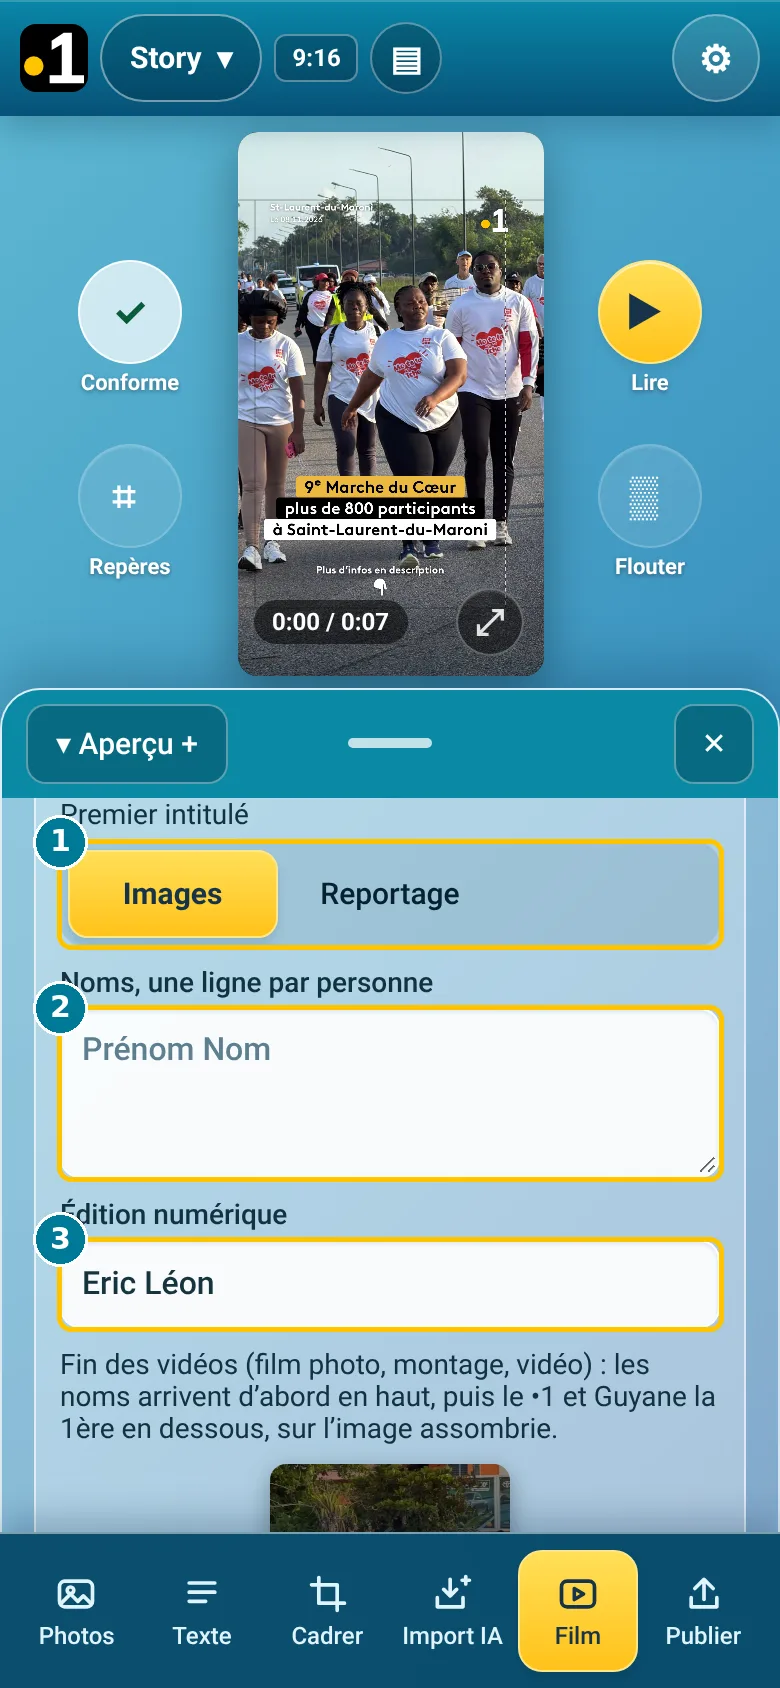 1
Story ▼
9:16
St-Laurent-du-Maroni
1
Conforme
Lire
Repères
Flouter
9e Marche du Cœur
plus de 800 participants
à Saint-Laurent-du-Maroni
Plus d'infos en description
0:00 / 0:07
▾ Aperçu +
×
Premier intitulé
1
Images
Reportage
Noms, une ligne par personne
2
Prénom Nom
Édition numérique
3
Eric Léon
Fin des vidéos (film photo, montage, vidéo) : les
noms arrivent d’abord en haut, puis le •1 et Guyane la
1ère en dessous, sur l’image assombrie.
Photos
Texte
Cadrer
Import IA
Film
Publier